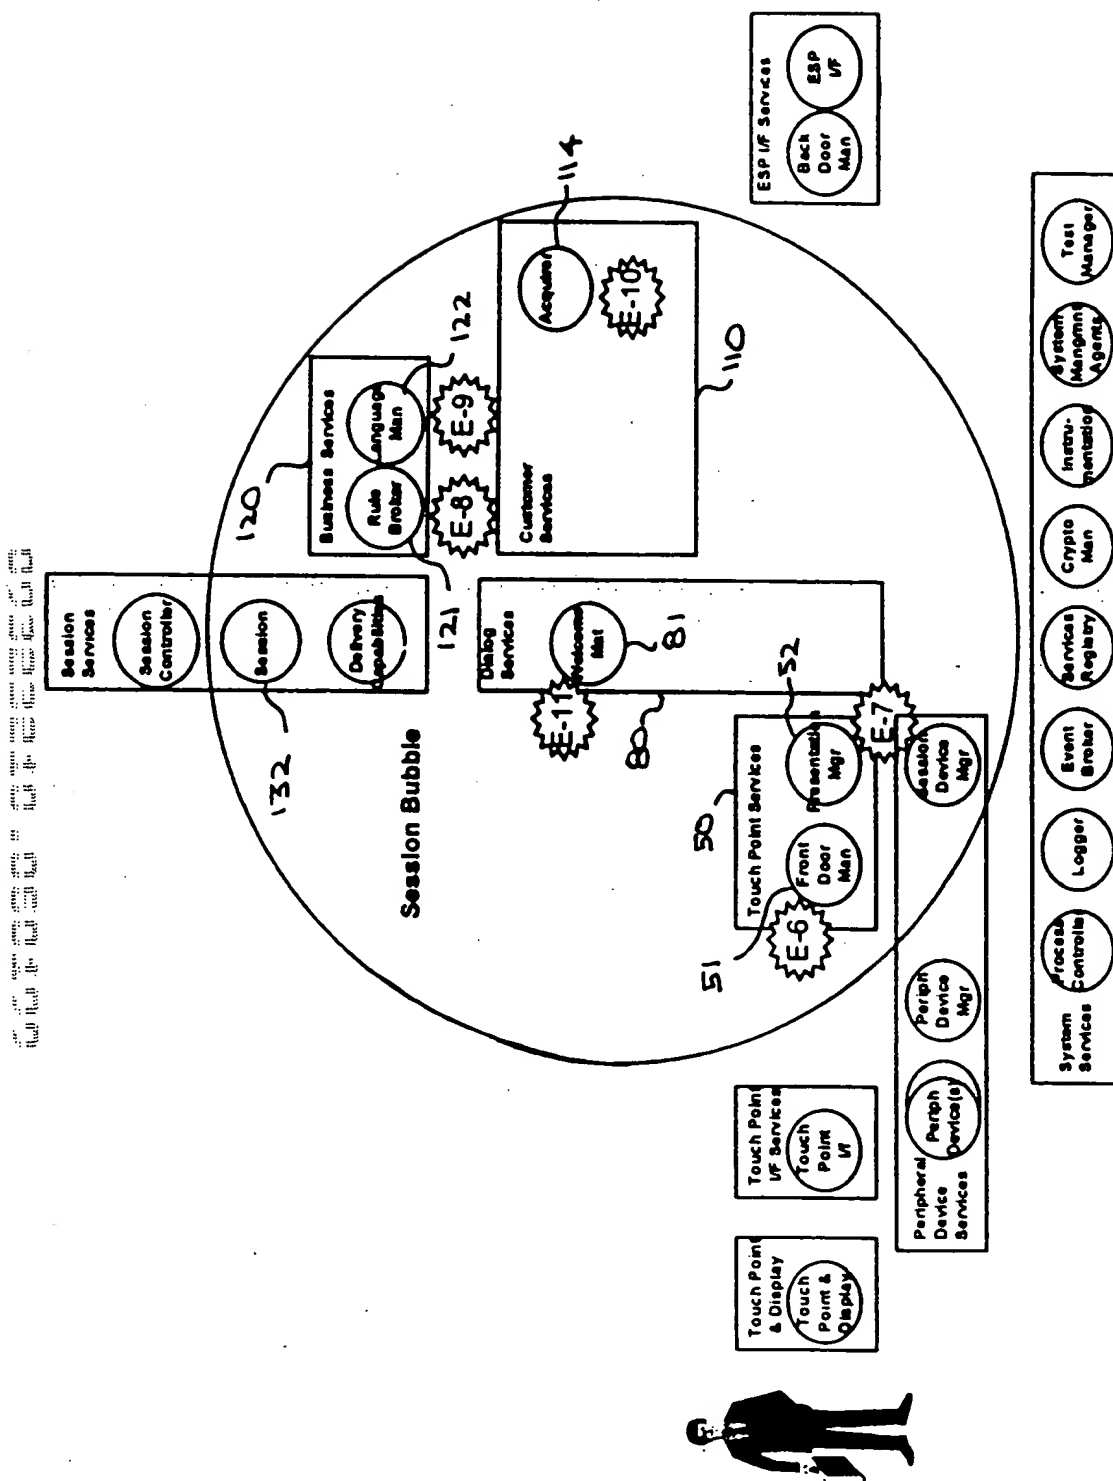 Session
Services
Session
Controller
Session
Delivery
Capabilities
132
120
Business Services
Rule
Broker
Language
Man
121
122
E-8
E-9
Session Bubble
Dialog
Services
Welcome
Mat
E-11
81
80
Customer
Services
Acquirer
114
E-10
110
50
52
51
Touch Point Services
Front
Door
Man
Presentation
Mgr
E-6
E-7
Touch Point
& Display
Touch
Point &
Display
Touch Point
I/F Services
Touch
Point
I/f
ESP I/F Services
Back
Door
Man
ESP
I/F
Peripheral
Device
Services
Periph
Device(s)
Periph
Device
Mgr
Session
Device
Mgr
System
Services
Process
Controller
Logger
Event
Broker
Services
Registry
Crypto
Man
Instru-
mentation
System
Mangmnt
Agents
Test
Manager